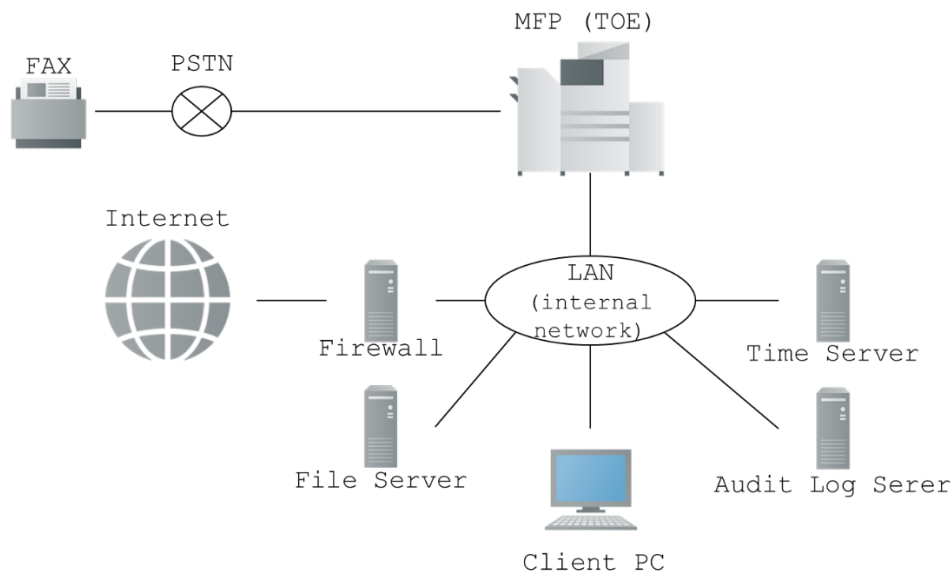 MFP (TOE)
FAX
PSTN
Internet
LAN
(internal
network)
Firewall
Time Server
File Server
Audit Log Serer
Client PC